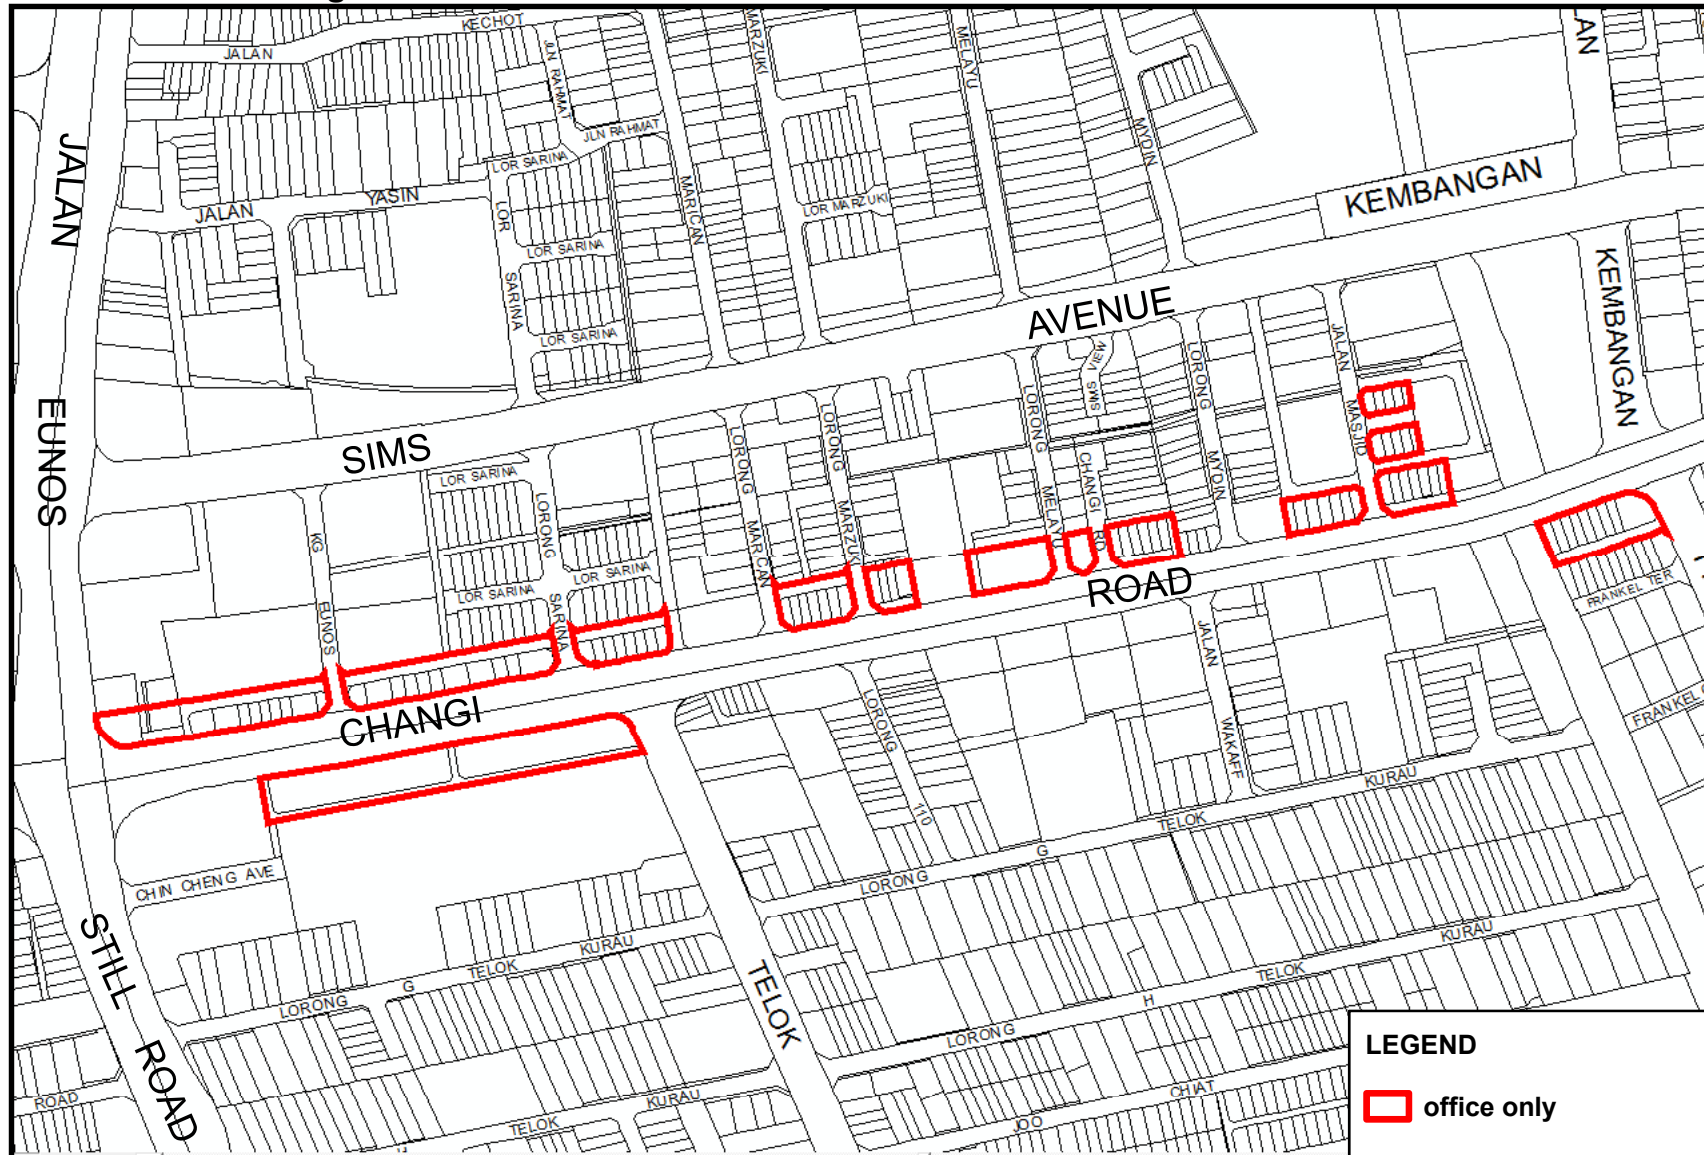 KECHOT
JALAN
JLN RAHMAT
MARZUKI
MELAYU
JALAN
JLN RAHMAT
LOR SARINA
MYDIN
KEMBANGAN
JALAN YASIN
LOR
SARINA
MARICAN
LOR MARZUKI
LOR SARINA
LOR SARINA
AVENUE
KEMBANGAN
SIMS VIEW
LORONG
MYDIN
JALAN
MASJID
EUNOS
SIMS
LORONG
MELAYU
LORONG
MARZUKI
LORONG
MARICAN
CHANGI
RD
LOR SARINA
LORONG
SARINA
KG
EUNOS
LOR SARINA
LOR SARINA
ROAD
CHANGI
FRANKEL TER
JALAN
WAKAFF
FRANKEL
LORONG
110
KURAU
TELOK
G
LORONG
CHIN CHENG AVE
STILL
ROAD
KURAU
TELOK
G
LORONG
TELOK
KURAU
TELOK
H
LORONG
CHIAT
JOO
ROAD
KURAU
TELOK
LEGEND
office only